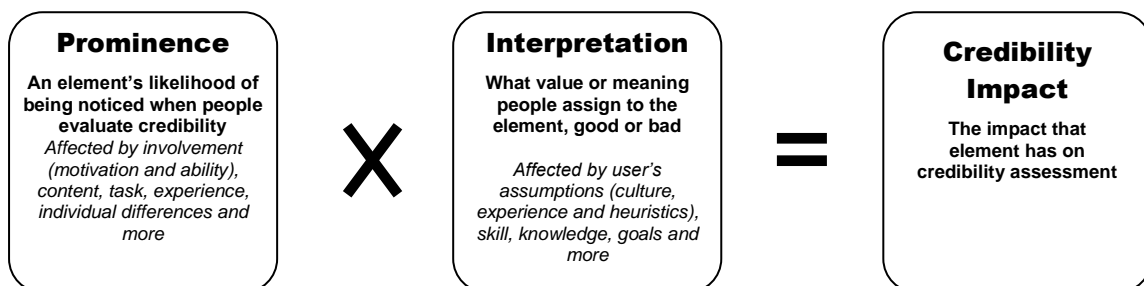 Prominence
An element’s likelihood of
being noticed when people
evaluate credibility
Affected by involvement
(motivation and ability),
content, task, experience,
individual differences and
more
X
Interpretation
What value or meaning
people assign to the
element, good or bad
Affected by user’s
assumptions (culture,
experience and heuristics),
skill, knowledge, goals and
more
=
Credibility
Impact
The impact that
element has on
credibility assessment